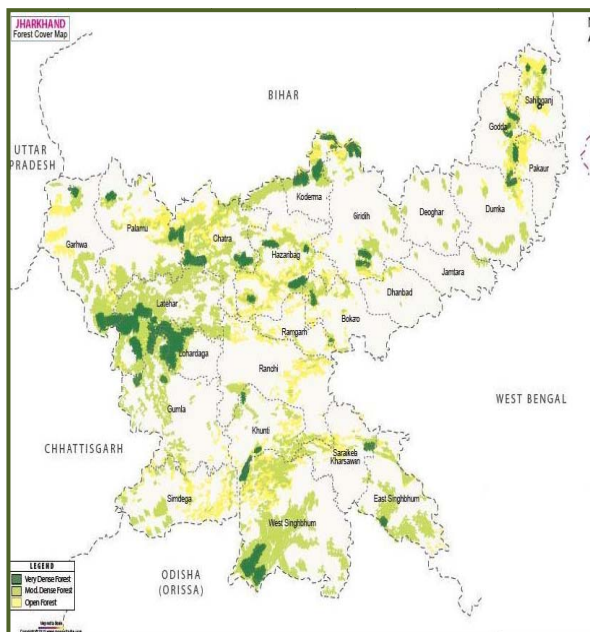 JHARKHAND
Forest Cover Map
BIHAR
UTTAR
PRADESH
Sahibganj
Godda
Pakaur
Koderma
Giridih
Deoghar
Dumka
Palamu
Garhwa
Chatra
Hazaribag
Jamtara
Dhanbad
Latehar
Bokaro
Ramgarh
Lohardaga
Ranchi
Gumla
Khunti
WEST BENGAL
CHHATTISGARH
Saraikela
Kharsawan
Simdega
East Singhbhum
West Singhbhum
ODISHA
(ORISSA)
LEGEND
Very Dense Forest
Mod. Dense Forest
Open Forest